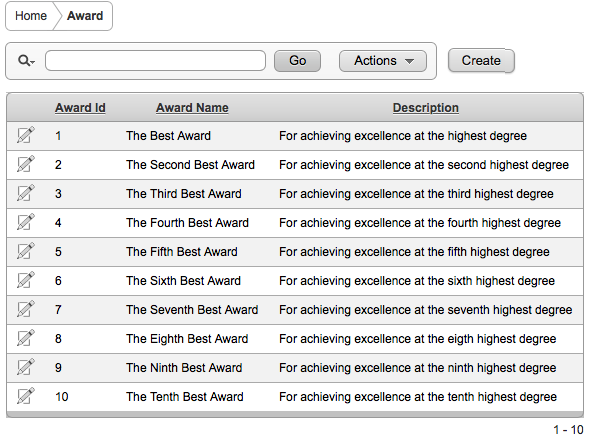 Home Award
Go Actions Create
Award Id Award Name Description
1 The Best Award For achieving excellence at the highest degree
2 The Second Best Award For achieving excellence at the second highest degree
3 The Third Best Award For achieving excellence at the third highest degree
4 The Fourth Best Award For achieving excellence at the fourth highest degree
5 The Fifth Best Award For achieving excellence at the fifth highest degree
6 The Sixth Best Award For achieving excellence at the sixth highest degree
7 The Seventh Best Award For achieving excellence at the seventh highest degree
8 The Eighth Best Award For achieving excellence at the eigth highest degree
9 The Ninth Best Award For achieving excellence at the ninth highest degree
10 The Tenth Best Award For achieving excellence at the tenth highest degree
1 - 10